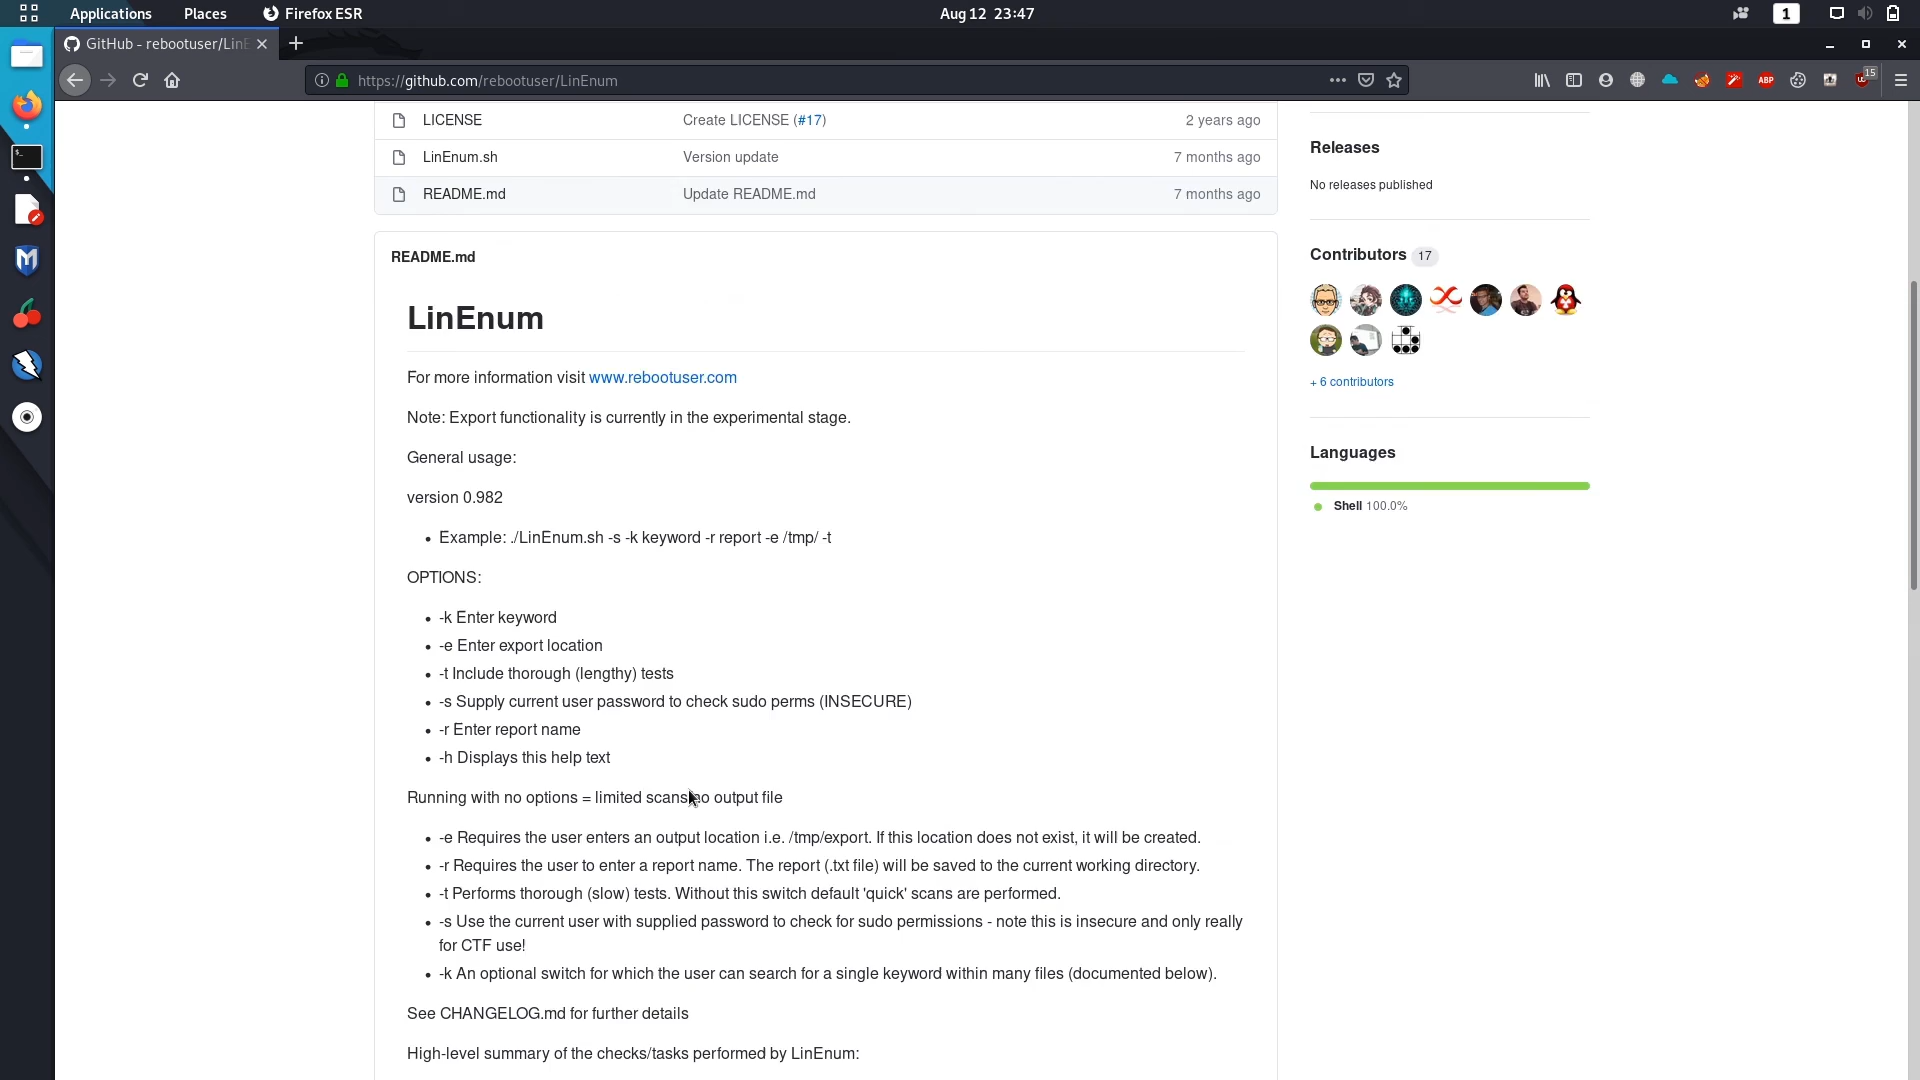 Applications Places Firefox ESR Aug 12 23:47 1
GitHub - rebootuser/LinE
https://github.com/rebootuser/LinEnum ABP 15
LICENSE Create LICENSE (#17) 2 years ago
LinEnum.sh Version update 7 months ago
README.md Update README.md 7 months ago
README.md
LinEnum
For more information visit www.rebootuser.com
Note: Export functionality is currently in the experimental stage.
General usage:
version 0.982
• Example: ./LinEnum.sh -s -k keyword -r report -e /tmp/ -t
OPTIONS:
• -k Enter keyword
• -e Enter export location
• -t Include thorough (lengthy) tests
• -s Supply current user password to check sudo perms (INSECURE)
• -r Enter report name
• -h Displays this help text
Running with no options = limited scans/no output file
• -e Requires the user enters an output location i.e. /tmp/export. If this location does not exist, it will be created.
• -r Requires the user to enter a report name. The report (.txt file) will be saved to the current working directory.
• -t Performs thorough (slow) tests. Without this switch default 'quick' scans are performed.
• -s Use the current user with supplied password to check for sudo permissions - note this is insecure and only really
for CTF use!
• -k An optional switch for which the user can search for a single keyword within many files (documented below).
See CHANGELOG.md for further details
High-level summary of the checks/tasks performed by LinEnum:
Releases
No releases published
Contributors 17
+ 6 contributors
Languages
Shell 100.0%